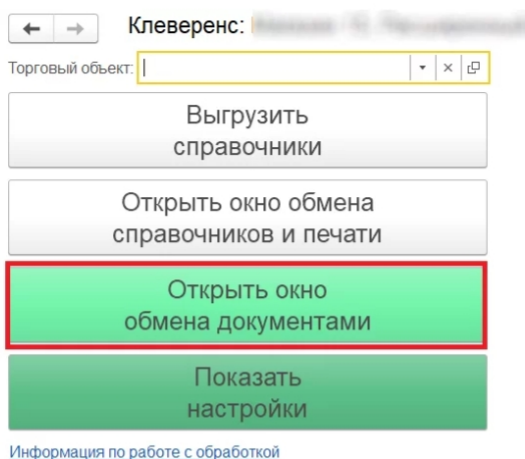 Клеверенс:
Торговый объект:
Выгрузить
справочники
Открыть окно обмена
справочников и печати
Открыть окно
обмена документами
Показать
настройки
Информация по работе с обработкой